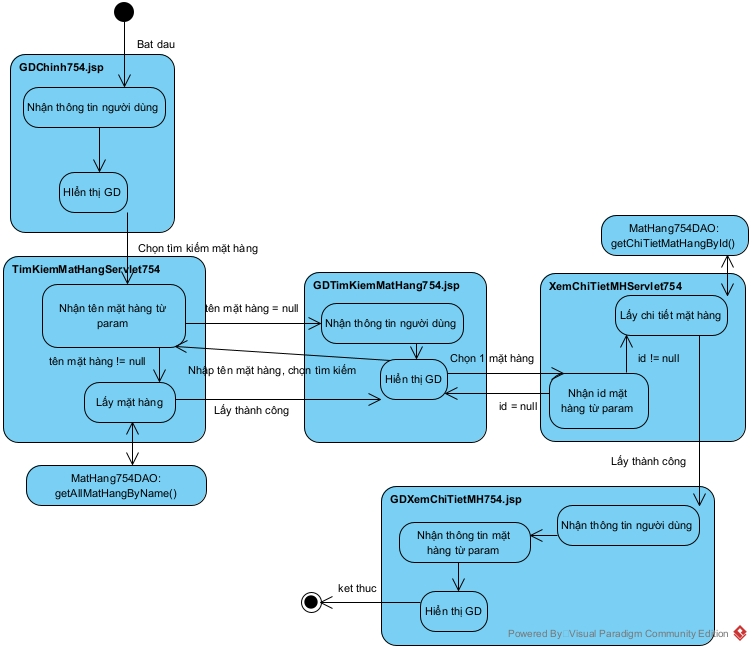 Bat dau
GDChinh754.jsp
Nhận thông tin người dùng
HIển thị GD
Chọn tìm kiếm mặt hàng
TimKiemMatHangServlet754
Nhận tên mặt hàng từ
param
tên mặt hàng = null
tên mặt hàng != null
Lấy mặt hàng
Nhập tên mặt hàng, chọn tìm kiếm
Lấy thành công
MatHang754DAO:
getAllMatHangByName()
GDTimKiemMatHang754.jsp
Nhận thông tin người dùng
Hiển thị GD
Chọn 1 mặt hàng
id = null
MatHang754DAO:
getChiTietMatHangById()
XemChiTietMHServlet754
Lấy chi tiết mặt hàng
id != null
Nhận id mặt
hàng từ param
Lấy thành công
GDXemChiTietMH754.jsp
Nhận thông tin người dùng
Nhận thông tin mặt
hàng từ param
Hiển thị GD
ket thuc
Powered By Visual Paradigm Community Edition